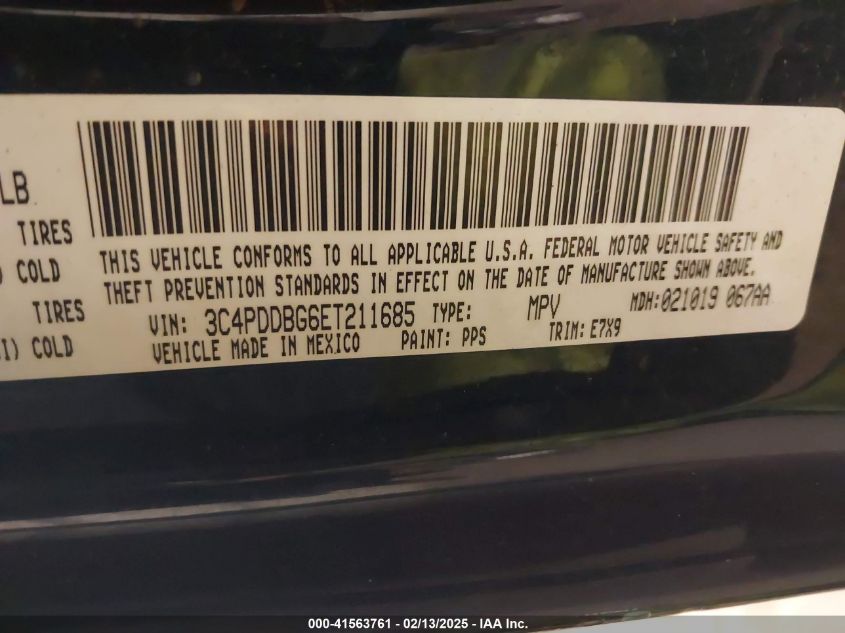 LB
TIRES
COLD
TIRES
I) COLD
THIS VEHICLE CONFORMS TO ALL APPLICABLE U.S.A. FEDERAL MOTOR VEHICLE SAFETY AND
THEFT PREVENTION STANDARDS IN EFFECT ON THE DATE OF MANUFACTURE SHOWN ABOVE.
VIN: 3C4PDDBG6ET211685 TYPE: MPV MDH:021019 067AA
VEHICLE MADE IN MEXICO PAINT: PPS TRIM: E7X9
000-41563761 | 02/13/2025 - IAA Inc.